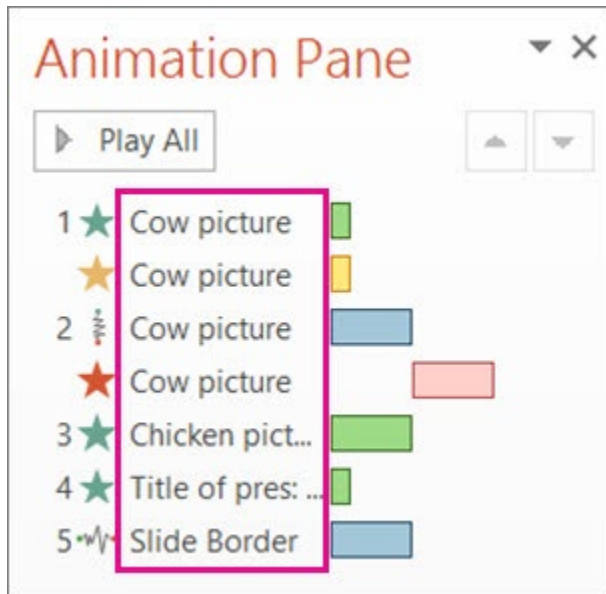 Animation Pane
Play All
1 Cow picture
Cow picture
2 Cow picture
Cow picture
3 Chicken pict...
4 Title of pres: ...
5 Slide Border